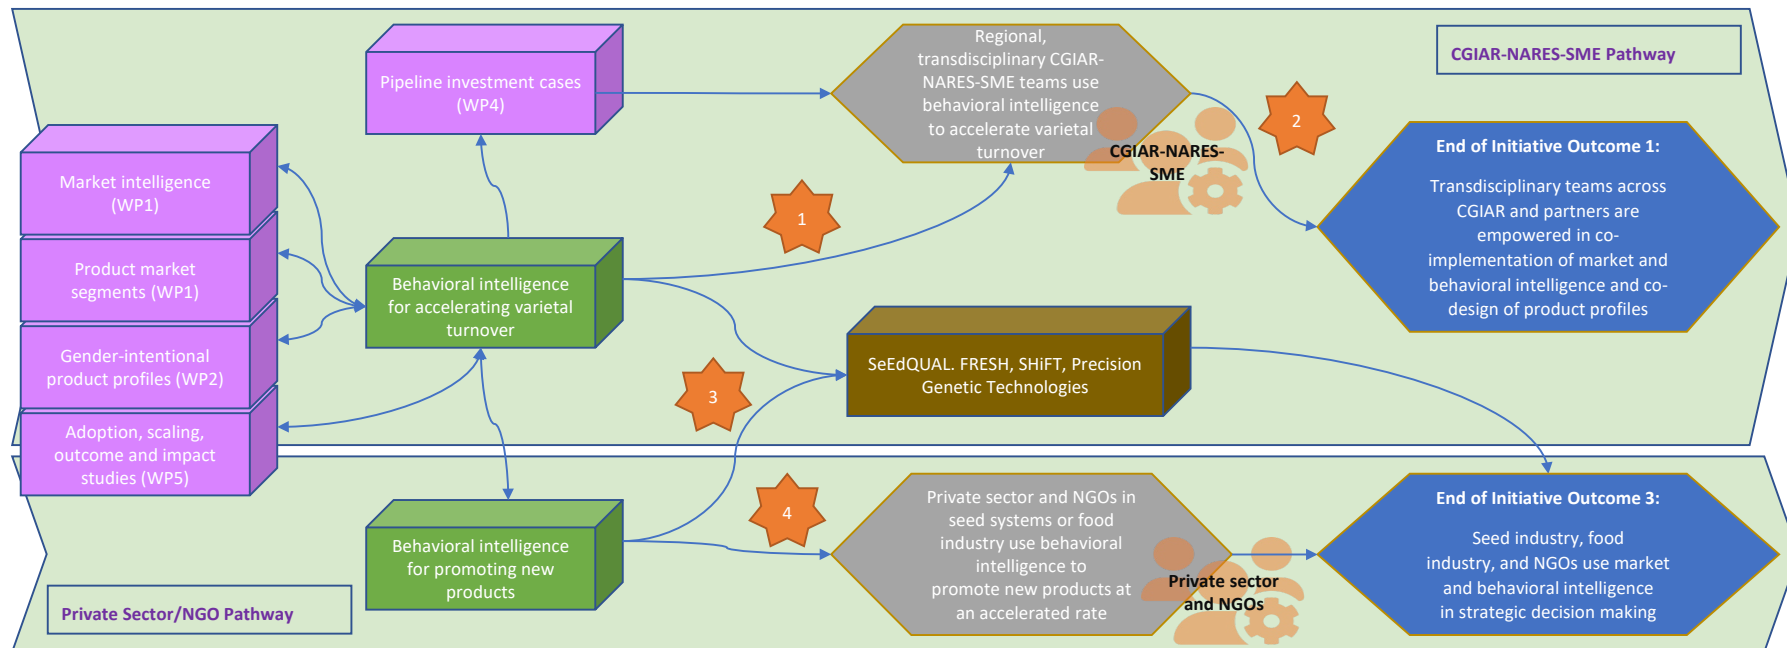 CGIAR-NARES-SME Pathway
Pipeline investment cases
(WP4)
Regional,
transdisciplinary CGIAR-
NARES-SME teams use
behavioral intelligence
to accelerate varietal
turnover
CGIAR-NARES-
SME
2
End of Initiative Outcome 1:
Transdisciplinary teams across
CGIAR and partners are
empowered in co-
implementation of market and
behavioral intelligence and co-
design of product profiles
Market intelligence
(WP1)
Product market
segments (WP1)
Gender-intentional
product profiles (WP2)
Adoption, scaling,
outcome and impact
studies (WP5)
1
Behavioral intelligence
for accelerating varietal
turnover
SeEdQUAL. FRESH, SHiFT, Precision
Genetic Technologies
3
Behavioral intelligence
for promoting new
products
4
Private sector and NGOs in
seed systems or food
industry use behavioral
intelligence to
promote new products at
an accelerated rate
Private sector
and NGOs
End of Initiative Outcome 3:
Seed industry, food
industry, and NGOs use market
and behavioral intelligence
in strategic decision making
Private Sector/NGO Pathway